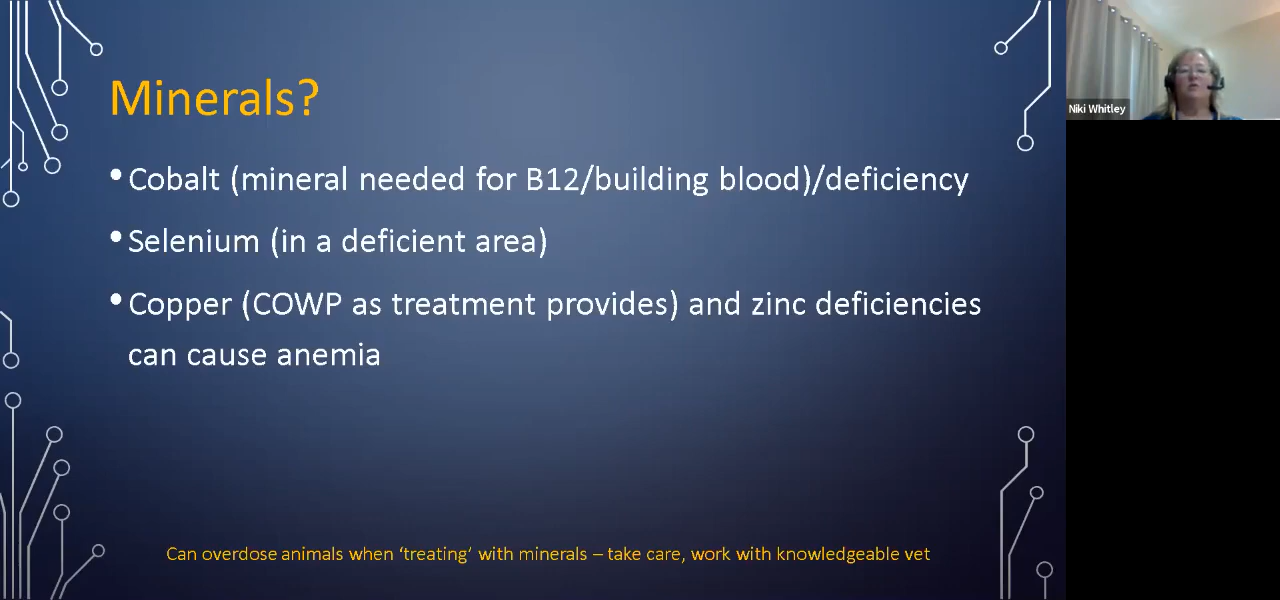 Minerals?
•Cobalt (mineral needed for B12/building blood)/deficiency
•Selenium (in a deficient area)
•Copper (COWP as treatment provides) and zinc deficiencies
can cause anemia
Can overdose animals when ‘treating’ with minerals – take care, work with knowledgeable vet
Niki Whitley